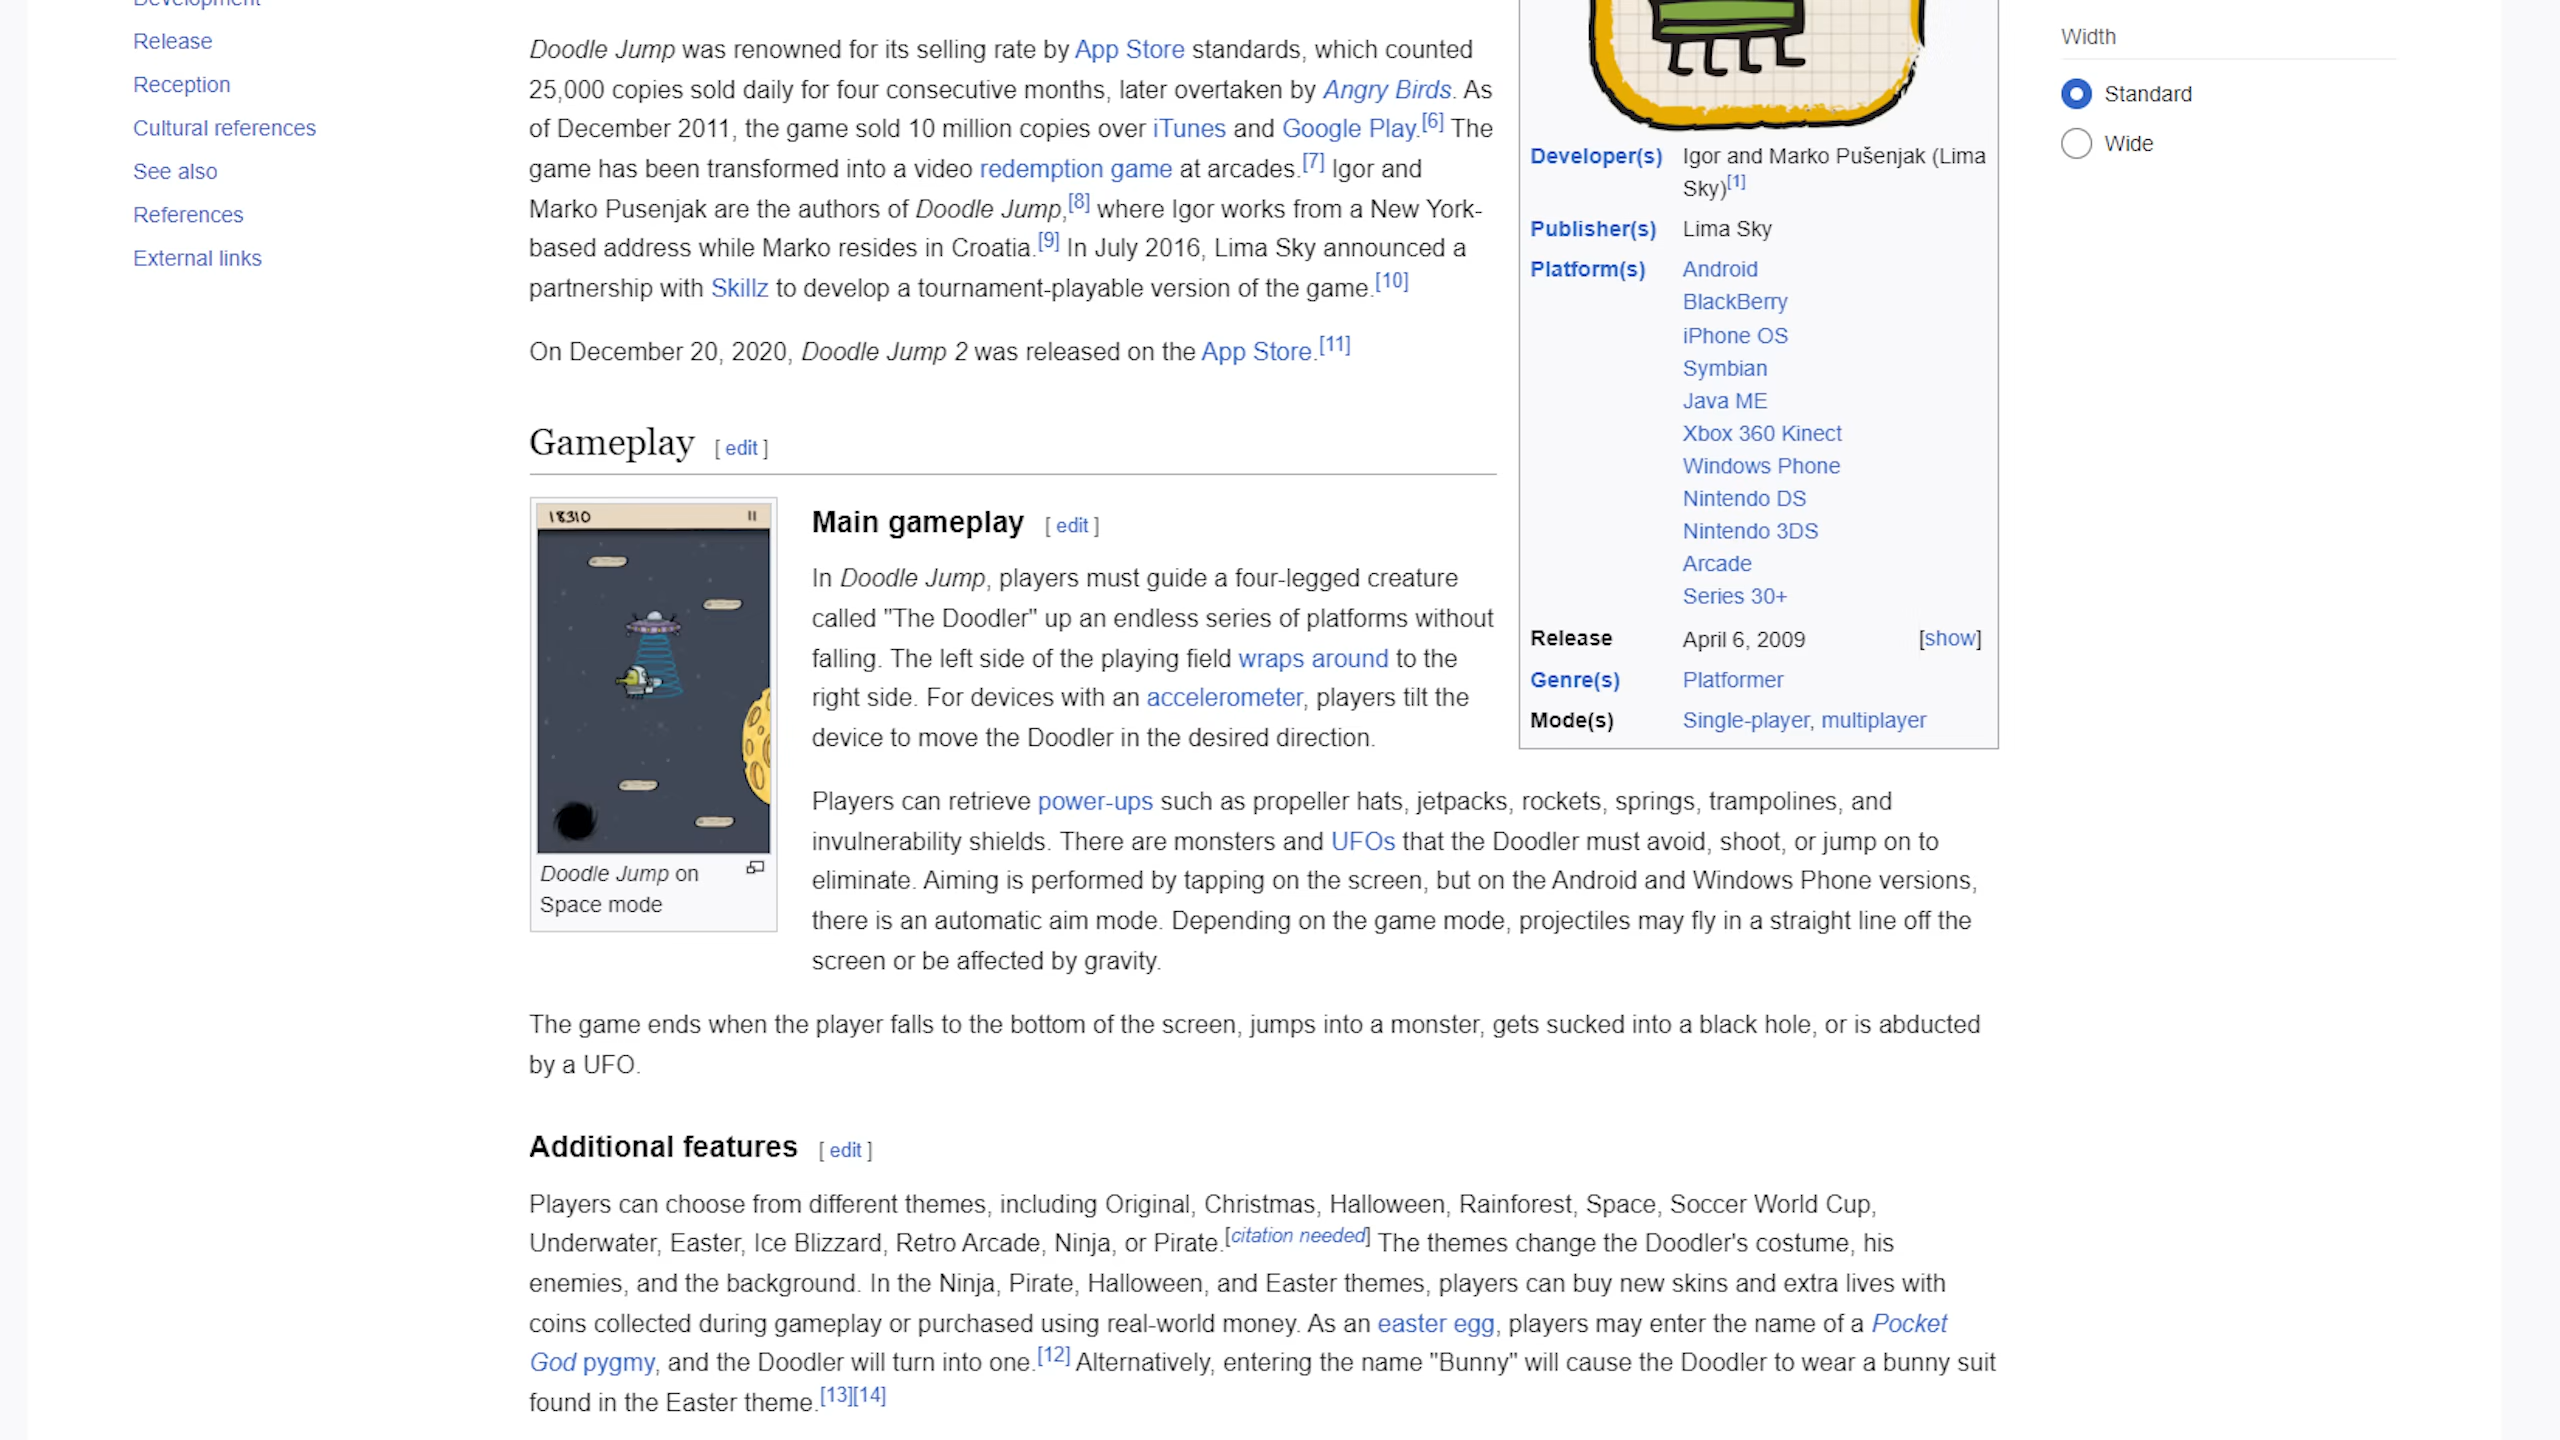 Release
Reception
Cultural references
See also
References
External links
Doodle Jump was renowned for its selling rate by App Store standards, which counted
25,000 copies sold daily for four consecutive months, later overtaken by Angry Birds. As
of December 2011, the game sold 10 million copies over iTunes and Google Play.[6] The
game has been transformed into a video redemption game at arcades.[7] Igor and
Marko Pusenjak are the authors of Doodle Jump,[8] where Igor works from a New York-
based address while Marko resides in Croatia.[9] In July 2016, Lima Sky announced a
partnership with Skillz to develop a tournament-playable version of the game.[10]
On December 20, 2020, Doodle Jump 2 was released on the App Store.[11]
Gameplay [ edit ]
18310
Doodle Jump on
Space mode
Main gameplay [ edit ]
In Doodle Jump, players must guide a four-legged creature
called "The Doodler" up an endless series of platforms without
falling. The left side of the playing field wraps around to the
right side. For devices with an accelerometer, players tilt the
device to move the Doodler in the desired direction.
Players can retrieve power-ups such as propeller hats, jetpacks, rockets, springs, trampolines, and
invulnerability shields. There are monsters and UFOs that the Doodler must avoid, shoot, or jump on to
eliminate. Aiming is performed by tapping on the screen, but on the Android and Windows Phone versions,
there is an automatic aim mode. Depending on the game mode, projectiles may fly in a straight line off the
screen or be affected by gravity.
The game ends when the player falls to the bottom of the screen, jumps into a monster, gets sucked into a black hole, or is abducted
by a UFO.
Additional features [ edit ]
Players can choose from different themes, including Original, Christmas, Halloween, Rainforest, Space, Soccer World Cup,
Underwater, Easter, Ice Blizzard, Retro Arcade, Ninja, or Pirate.[citation needed] The themes change the Doodler's costume, his
enemies, and the background. In the Ninja, Pirate, Halloween, and Easter themes, players can buy new skins and extra lives with
coins collected during gameplay or purchased using real-world money. As an easter egg, players may enter the name of a Pocket
God pygmy, and the Doodler will turn into one.[12] Alternatively, entering the name "Bunny" will cause the Doodler to wear a bunny suit
found in the Easter theme.[13][14]
Developer(s) Igor and Marko Pušenjak (Lima
Sky)[1]
Publisher(s) Lima Sky
Platform(s) Android
BlackBerry
iPhone OS
Symbian
Java ME
Xbox 360 Kinect
Windows Phone
Nintendo DS
Nintendo 3DS
Arcade
Series 30+
Release April 6, 2009 [show]
Genre(s) Platformer
Mode(s) Single-player, multiplayer
Width
Standard
Wide